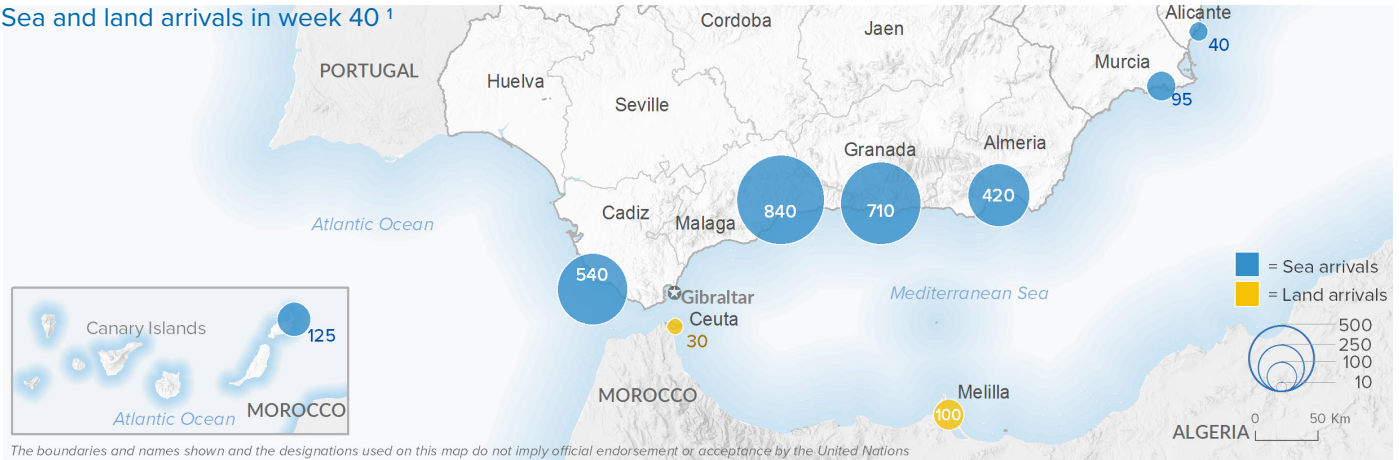 Sea and land arrivals in week 40 ¹
Alicante
40
Cordoba
Jaen
Murcia
95
PORTUGAL
Huelva
Seville
Granada
Almeria
840
710
420
Cadiz
Malaga
Atlantic Ocean
540
Gibraltar
Ceuta
30
Mediterranean Sea
= Sea arrivals
= Land arrivals
500
250
100
10
Canary Islands
125
Atlantic Ocean
MOROCCO
MOROCCO
Melilla
100
ALGERIA
0 50 Km
The boundaries and names shown and the designations used on this map do not imply official endorsement or acceptance by the United Nations